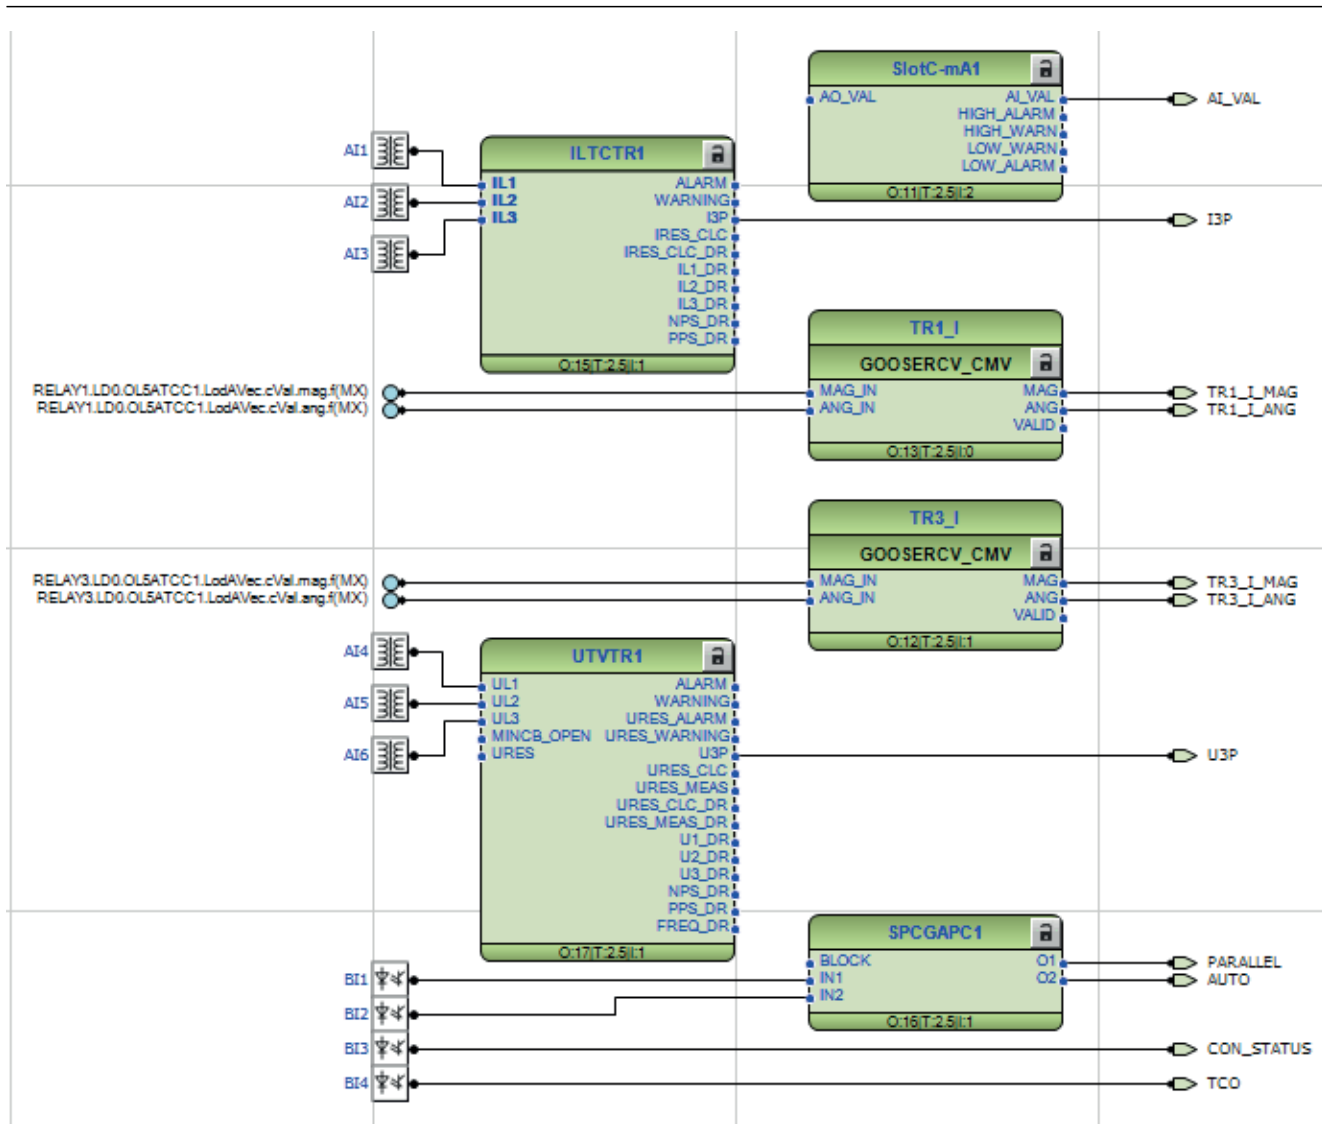 SlotC-mA1
AO_VAL AI_VAL
HIGH_ALARM
HIGH_WARN
LOW_WARN
LOW_ALARM
O:11|T:2.5|I:2
AI_VAL
AI1
AI2
AI3
ILTCTR1
IL1 ALARM
IL2 WARNING
IL3 I3P
IRES_CLC
IRES_CLC_DR
IL1_DR
IL2_DR
IL3_DR
NPS_DR
PPS_DR
O:15|T:2.5|I:1
I3P
TR1_I
GOOSERCV_CMV
RELAY1.LD0.OL5ATCC1.LodAVec.cVal.mag.f(MX)
RELAY1.LD0.OL5ATCC1.LodAVec.cVal.ang.f(MX)
MAG_IN MAG
ANG_IN ANG
VALID
O:13|T:2.5|I:0
TR1_I_MAG
TR1_I_ANG
TR3_I
GOOSERCV_CMV
RELAY3.LD0.OL5ATCC1.LodAVec.cVal.mag.f(MX)
RELAY3.LD0.OL5ATCC1.LodAVec.cVal.ang.f(MX)
MAG_IN MAG
ANG_IN ANG
VALID
O:12|T:2.5|I:1
TR3_I_MAG
TR3_I_ANG
AI4
AI5
AI6
UTVTR1
UL1 ALARM
UL2 WARNING
UL3 URES_ALARM
MINCB_OPEN URES_WARNING
URES U3P
URES_CLC
URES_MEAS
URES_CLC_DR
URES_MEAS_DR
U1_DR
U2_DR
U3_DR
NPS_DR
PPS_DR
FREQ_DR
O:17|T:2.5|I:1
U3P
SPCGAPC1
BLOCK O1
IN1 O2
IN2
O:16|T:2.5|I:1
PARALLEL
AUTO
BI1
BI2
BI3
BI4
CON_STATUS
TCO